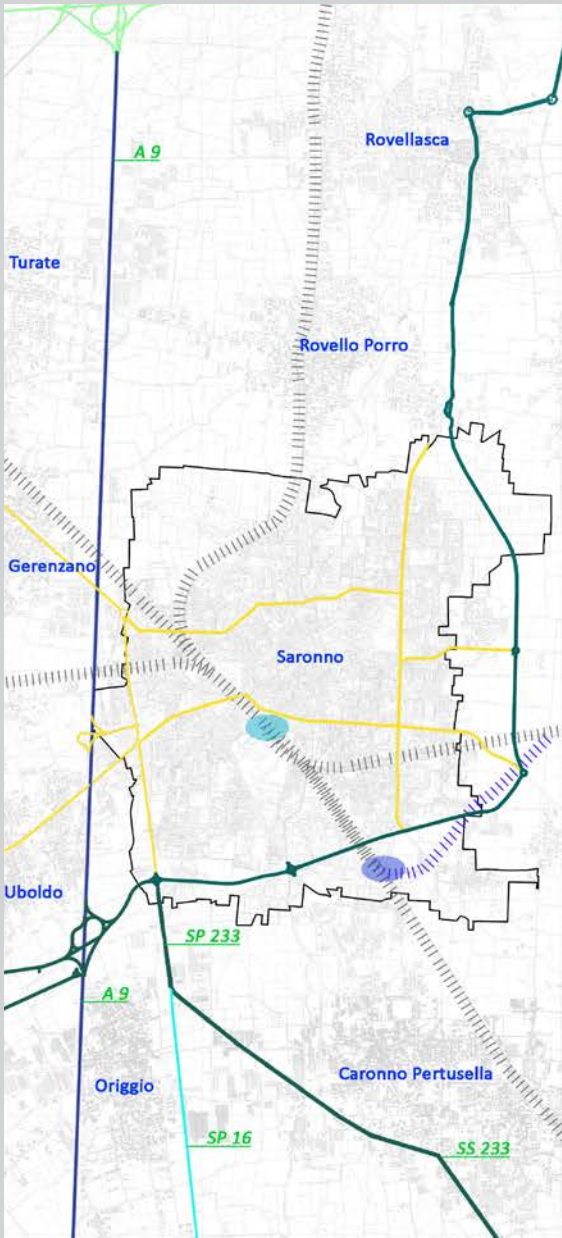 Rovellasca
A 9
Turate
Rovello Porro
Gerenzano
Saronno
Uboldo
SP 233
A 9
Caronno Pertusella
Origgio
SP 16
SS 233